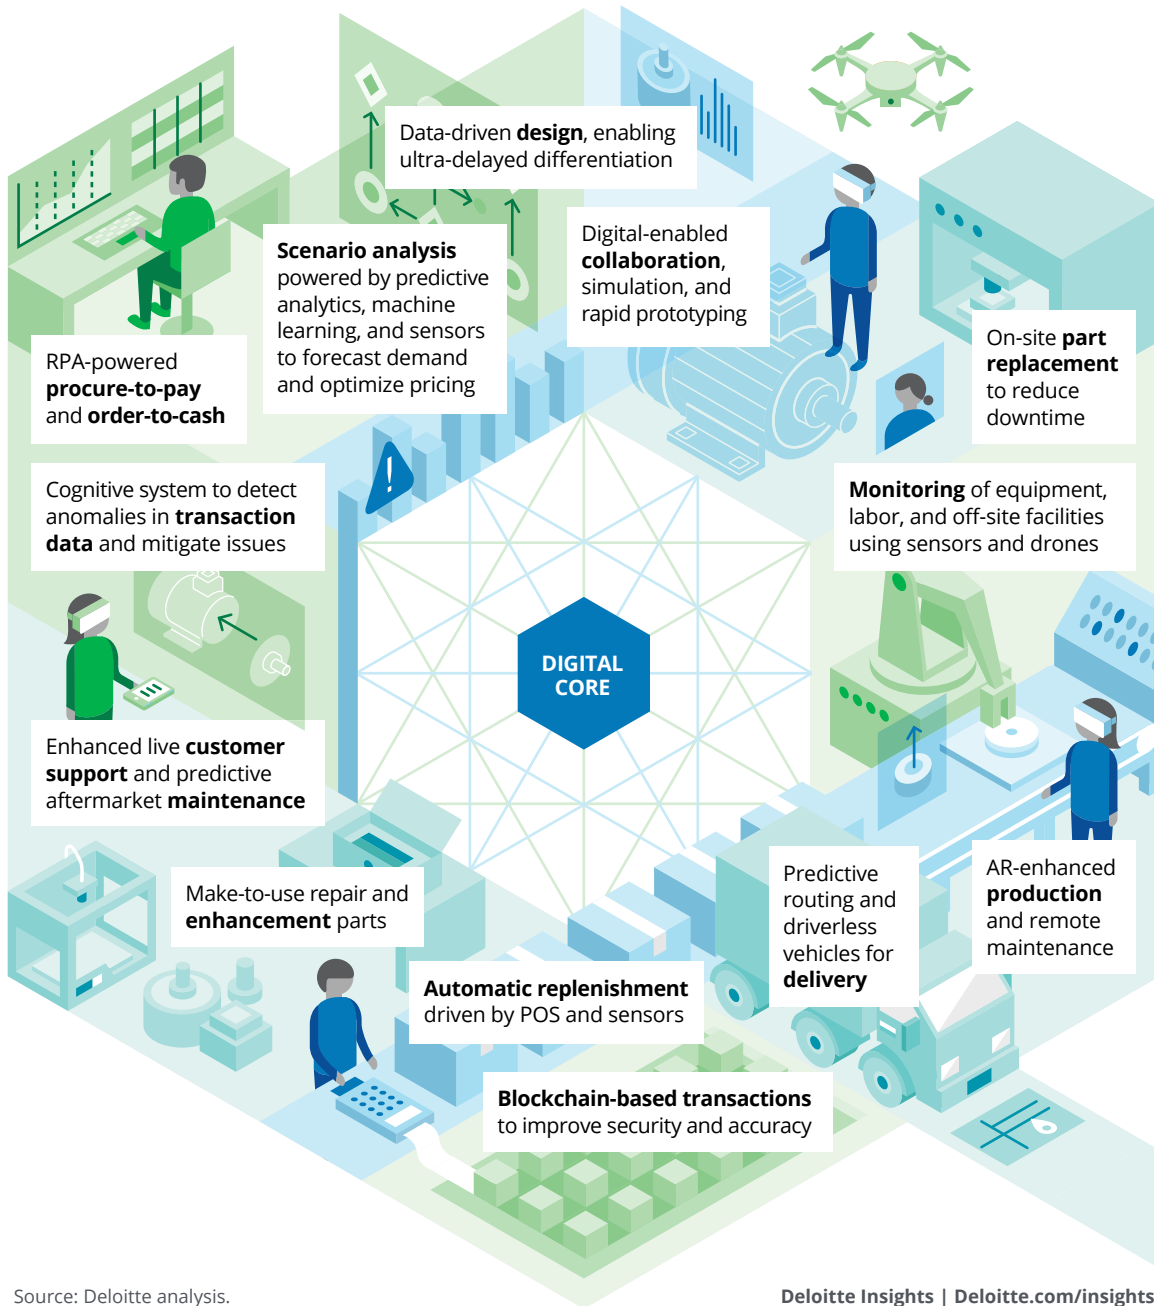 Data-driven design, enabling
ultra-delayed differentiation
Scenario analysis
powered by predictive
analytics, machine
learning, and sensors
to forecast demand
and optimize pricing
Digital-enabled
collaboration,
simulation, and
rapid prototyping
RPA-powered
procure-to-pay
and order-to-cash
On-site part
replacement
to reduce
downtime
Cognitive system to detect
anomalies in transaction
data and mitigate issues
!
Monitoring of equipment,
labor, and off-site facilities
using sensors and drones
DIGITAL
CORE
Enhanced live customer
support and predictive
aftermarket maintenance
Make-to-use repair and
enhancement parts
Predictive
routing and
driverless
vehicles for
delivery
AR-enhanced
production
and remote
maintenance
Automatic replenishment
driven by POS and sensors
Blockchain-based transactions
to improve security and accuracy
Source: Deloitte analysis.
Deloitte Insights | Deloitte.com/insights